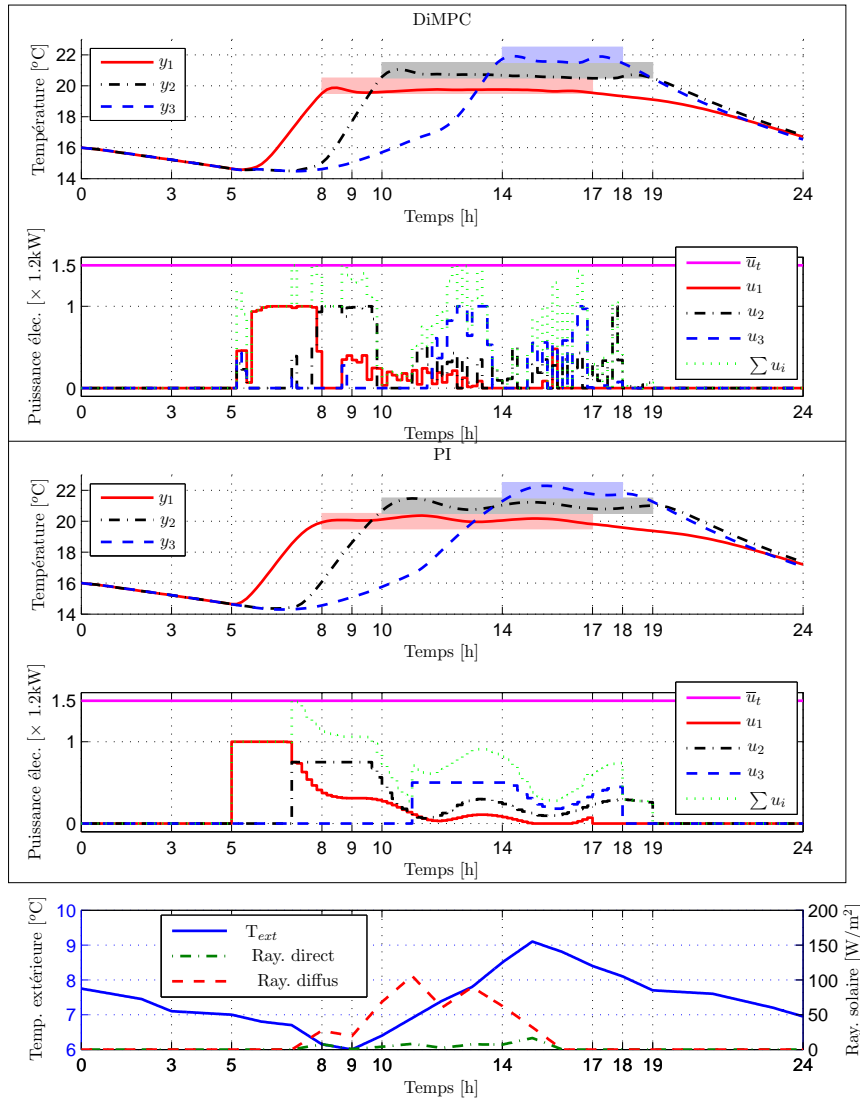 DiMPC
Température [°C]
22
20
18
16
14
y1
y2
y3
0 3 5 8 9 10 14 17 18 19 24
Temps [h]
Puissance élec. [× 1.2kW]
1.5
1
0
u̅t
u1
u2
u3
∑ ui
0 3 5 8 9 10 14 17 18 19 24
Temps [h]
PI
Température [°C]
22
20
18
16
14
y1
y2
y3
0 3 5 8 9 10 14 17 18 19 24
Temps [h]
Puissance élec. [× 1.2kW]
1.5
1
0
u̅t
u1
u2
u3
∑ ui
0 3 5 8 9 10 14 17 18 19 24
Temps [h]
Temp. extérieure [°C]
10
9
8
7
6
Text
Ray. direct
Ray. diffus
200
150
100
50
0
Ray. solaire [W/m²]
0 3 5 8 9 10 14 17 18 19 24
Temps [h]